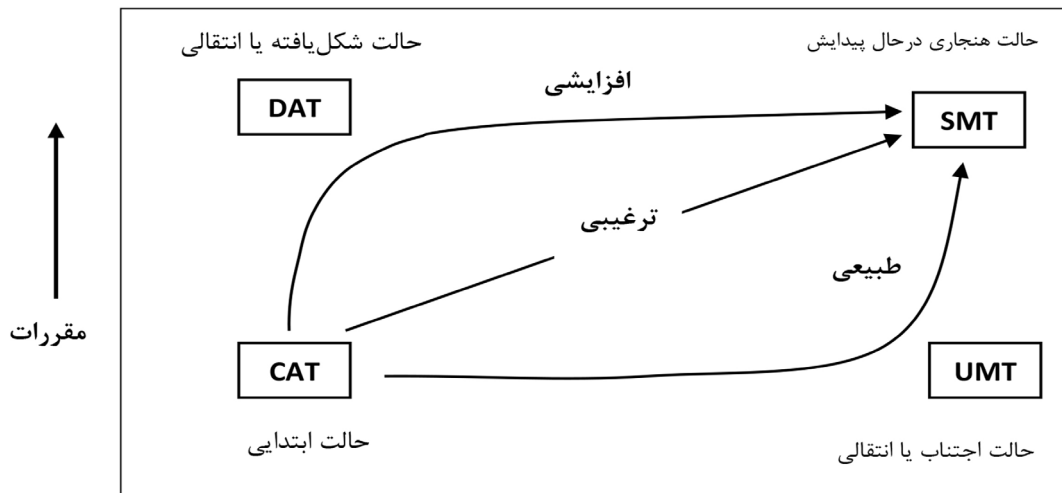 حالت هنجاری درحال پیدایش
حالت شکل‌یافته یا انتقالی
SMT
افزایشی
DAT
ترغیبی
طبیعی
مقررات
UMT
CAT
حالت اجتناب یا انتقالی
حالت ابتدایی